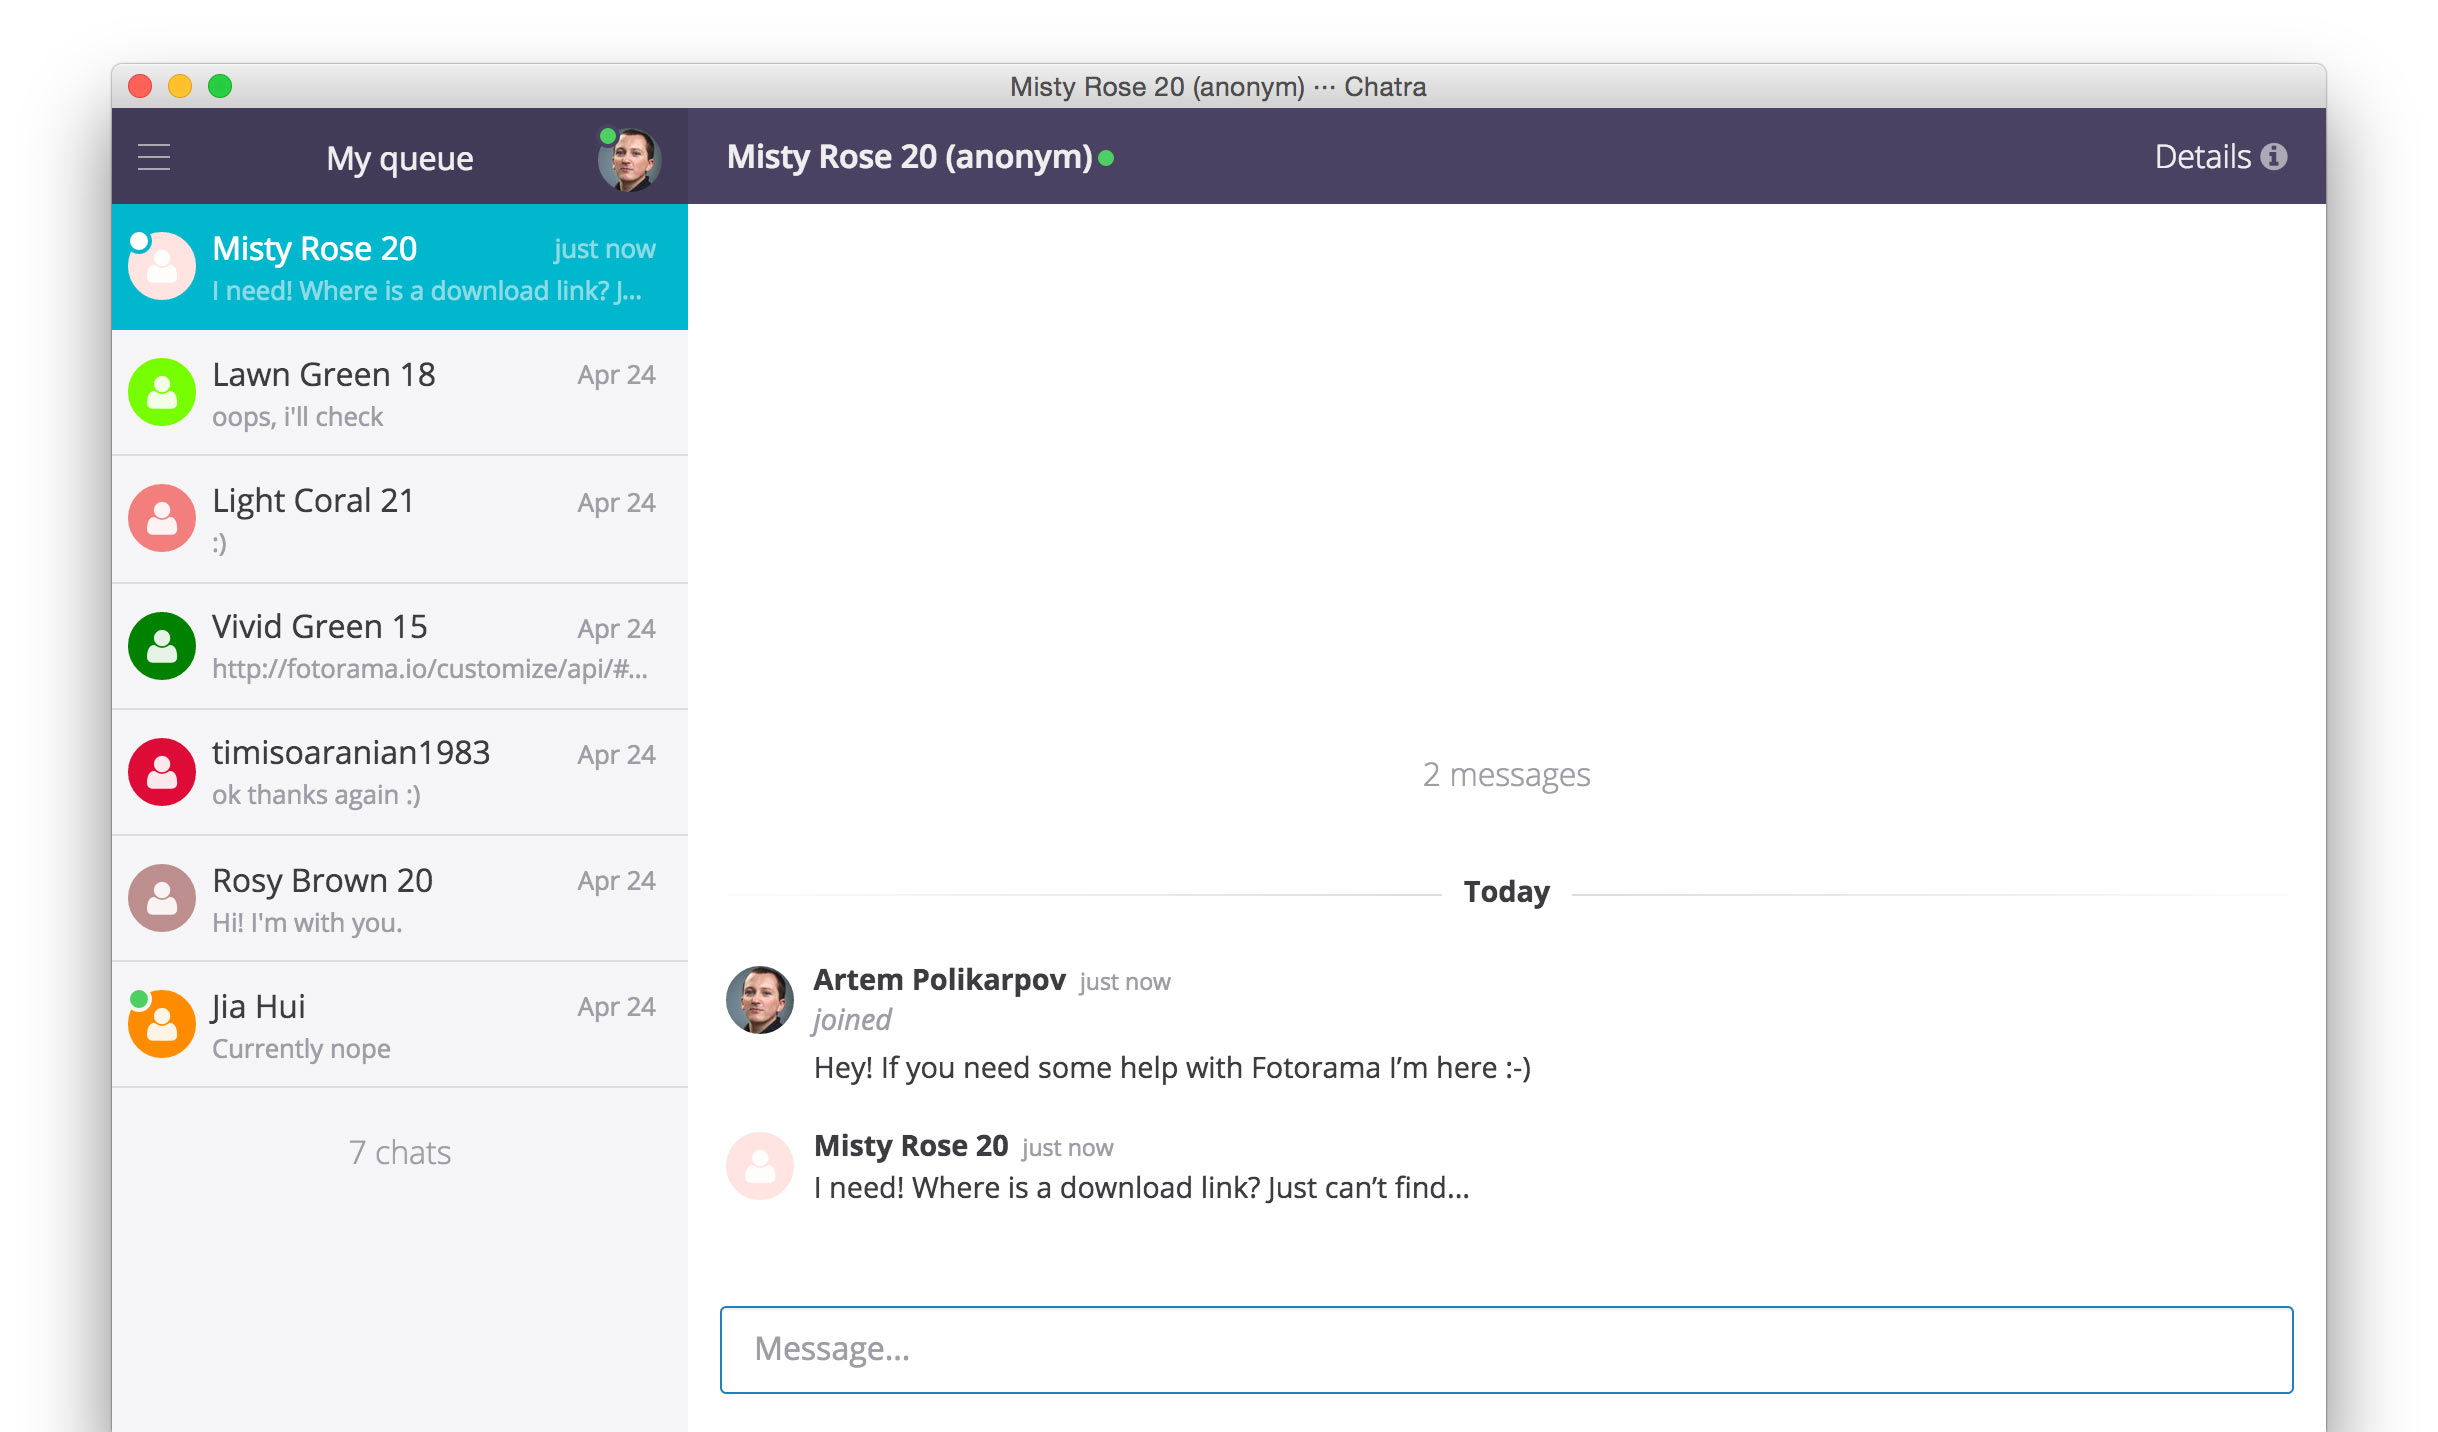 Misty Rose 20 (anonym) ··· Chatra
My queue
Misty Rose 20 (anonym)
Details
Misty Rose 20 just now
I need! Where is a download link? J...
Lawn Green 18 Apr 24
oops, i'll check
Light Coral 21 Apr 24
:)
Vivid Green 15 Apr 24
http://fotorama.io/customize/api/#...
timisoaranian1983 Apr 24
ok thanks again :)
Rosy Brown 20 Apr 24
Hi! I'm with you.
Jia Hui Apr 24
Currently nope
7 chats
2 messages
Today
Artem Polikarpov just now
joined
Hey! If you need some help with Fotorama I’m here :-)
Misty Rose 20 just now
I need! Where is a download link? Just can’t find...
Message...